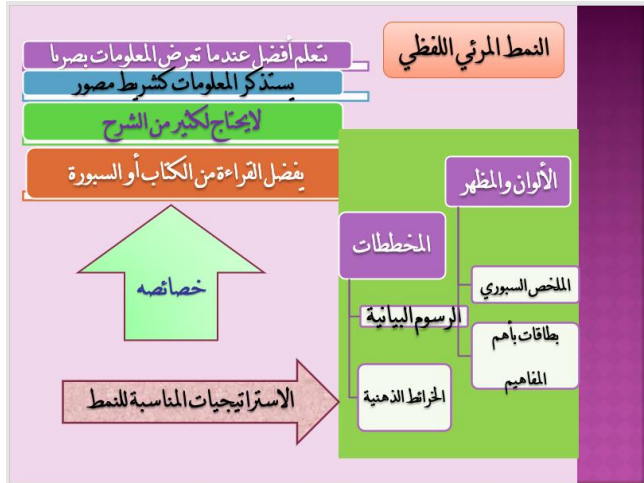 النمط المرئي اللفظي
يتعلم أفضل عندما تعرض المعلومات بصريا
يستذكر المعلومات كشريط مصور
لايحتاج لكثير من الشرح
يفضل القراءة من الكتاب أو السبورة
خصائصه
الاستراتيجيات المناسبة للنمط
الألوان والمظهر
الملخص السبوري
بطاقات بأهم
المفاهيم
المخططات
الرسوم البيانية
الخرائط الذهنية